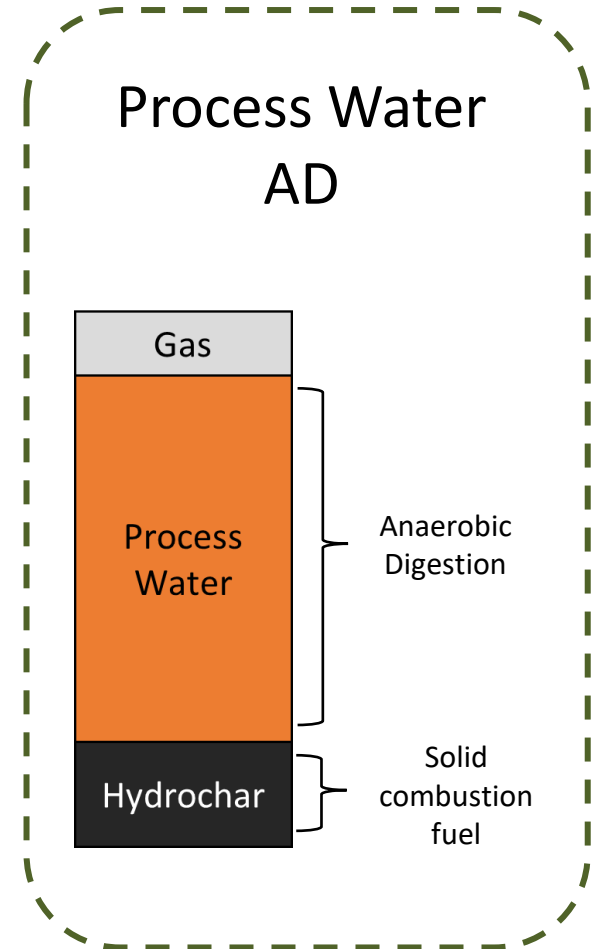 Process Water
AD
Gas
Process
Water
Anaerobic
Digestion
Hydrochar
Solid
combustion
fuel